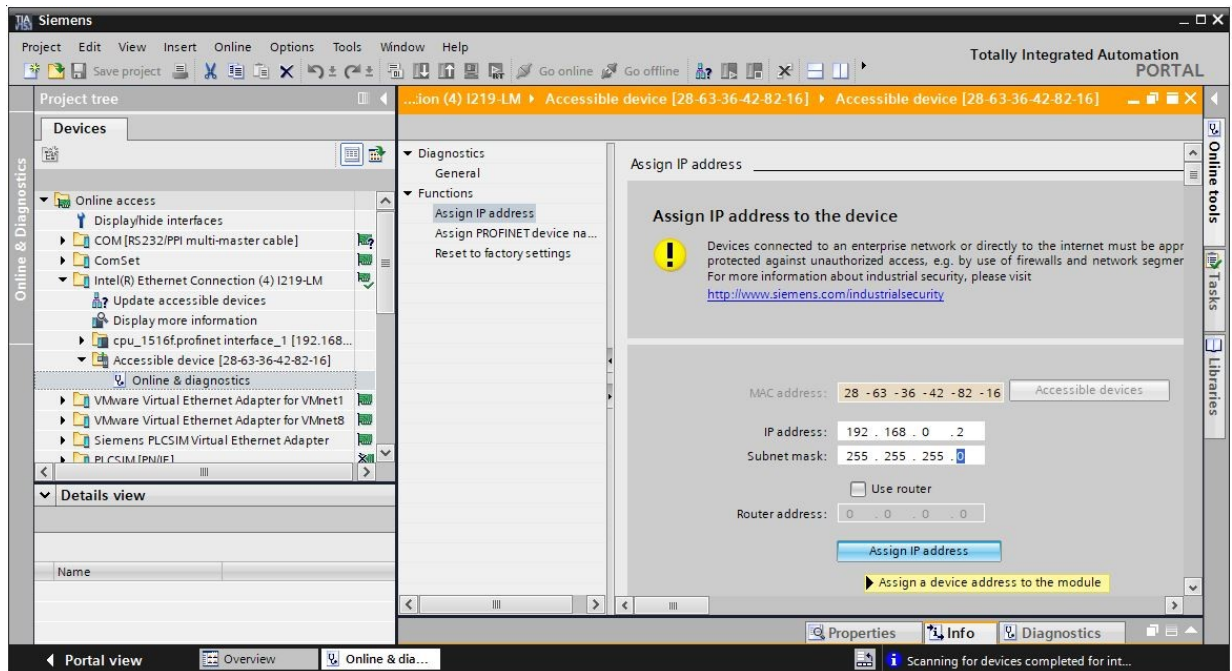 Siemens
Project Edit View Insert Online Options Tools Window Help
Totally Integrated Automation
PORTAL
Save project Go online Go offline
Project tree
...:ion (4) I219-LM Accessible device [28-63-36-42-82-16] Accessible device [28-63-36-42-82-16]
Devices
Online & Diagnostics
Online access
Display/hide interfaces
COM [RS232/PPI multi-master cable]
ComSet
Intel(R) Ethernet Connection (4) I219-LM
Update accessible devices
Display more information
cpu_1516f.profinet interface_1 [192.168...
Accessible device [28-63-36-42-82-16]
Online & diagnostics
VMware Virtual Ethernet Adapter for VMnet1
VMware Virtual Ethernet Adapter for VMnet8
Siemens PLCSIM Virtual Ethernet Adapter
PLCSIM [PN/IE]
Details view
Name
Diagnostics
General
Functions
Assign IP address
Assign PROFINET device na...
Reset to factory settings
Assign IP address
Assign IP address to the device
Devices connected to an enterprise network or directly to the internet must be appr
protected against unauthorized access, e.g. by use of firewalls and network segmer
For more information about industrial security, please visit
http://www.siemens.com/industrialsecurity
MAC address: 28 -63 -36 -42 -82 -16 Accessible devices
IP address: 192 . 168 . 0 . 2
Subnet mask: 255 . 255 . 255 . 0
Use router
Router address: 0 . 0 . 0 . 0
Assign IP address
Assign a device address to the module
Online tools
Tasks
Libraries
Properties Info Diagnostics
Portal view Overview Online & dia... Scanning for devices completed for int...